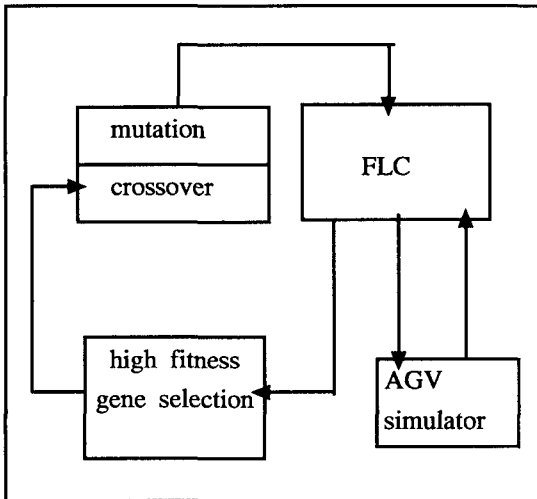 mutation
crossover
FLC
high fitness
gene selection
AGV
simulator